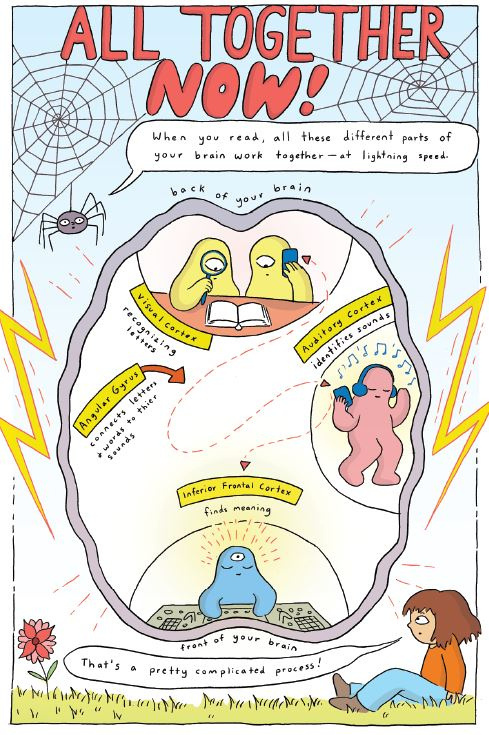 ALL TOGETHER
NOW!
When you read, all these different parts of
your brain work together — at lightning speed.
back of your brain
Visual Cortex
recognizing
letters
Auditory Cortex
identifies sounds
Angular Gyrus
connects letters
+ words to thier
sounds
Inferior Frontal Cortex
finds meaning
front of your brain
That's a pretty complicated process!